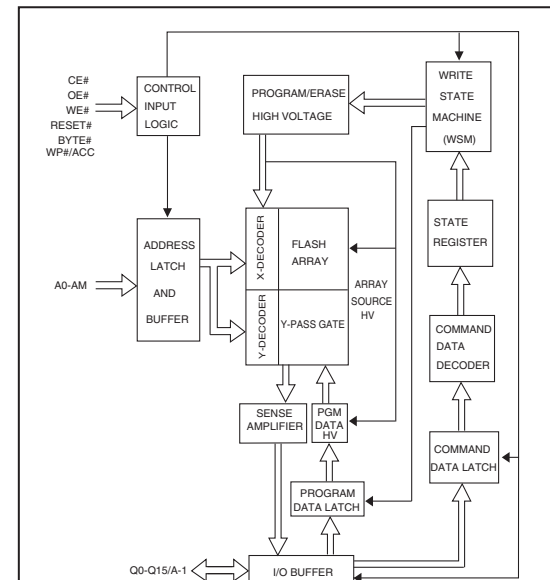 CE#
OE#
WE#
RESET#
BYTE#
WP#/ACC
CONTROL
INPUT
LOGIC
PROGRAM/ERASE
HIGH VOLTAGE
WRITE
STATE
MACHINE
(WSM)
STATE
REGISTER
A0-AM
ADDRESS
LATCH
AND
BUFFER
X-DECODER
FLASH
ARRAY
Y-DECODER
Y-PASS GATE
ARRAY
SOURCE
HV
COMMAND
DATA
DECODER
SENSE
AMPLIFIER
PGM
DATA
HV
COMMAND
DATA LATCH
PROGRAM
DATA LATCH
Q0-Q15/A-1
I/O BUFFER